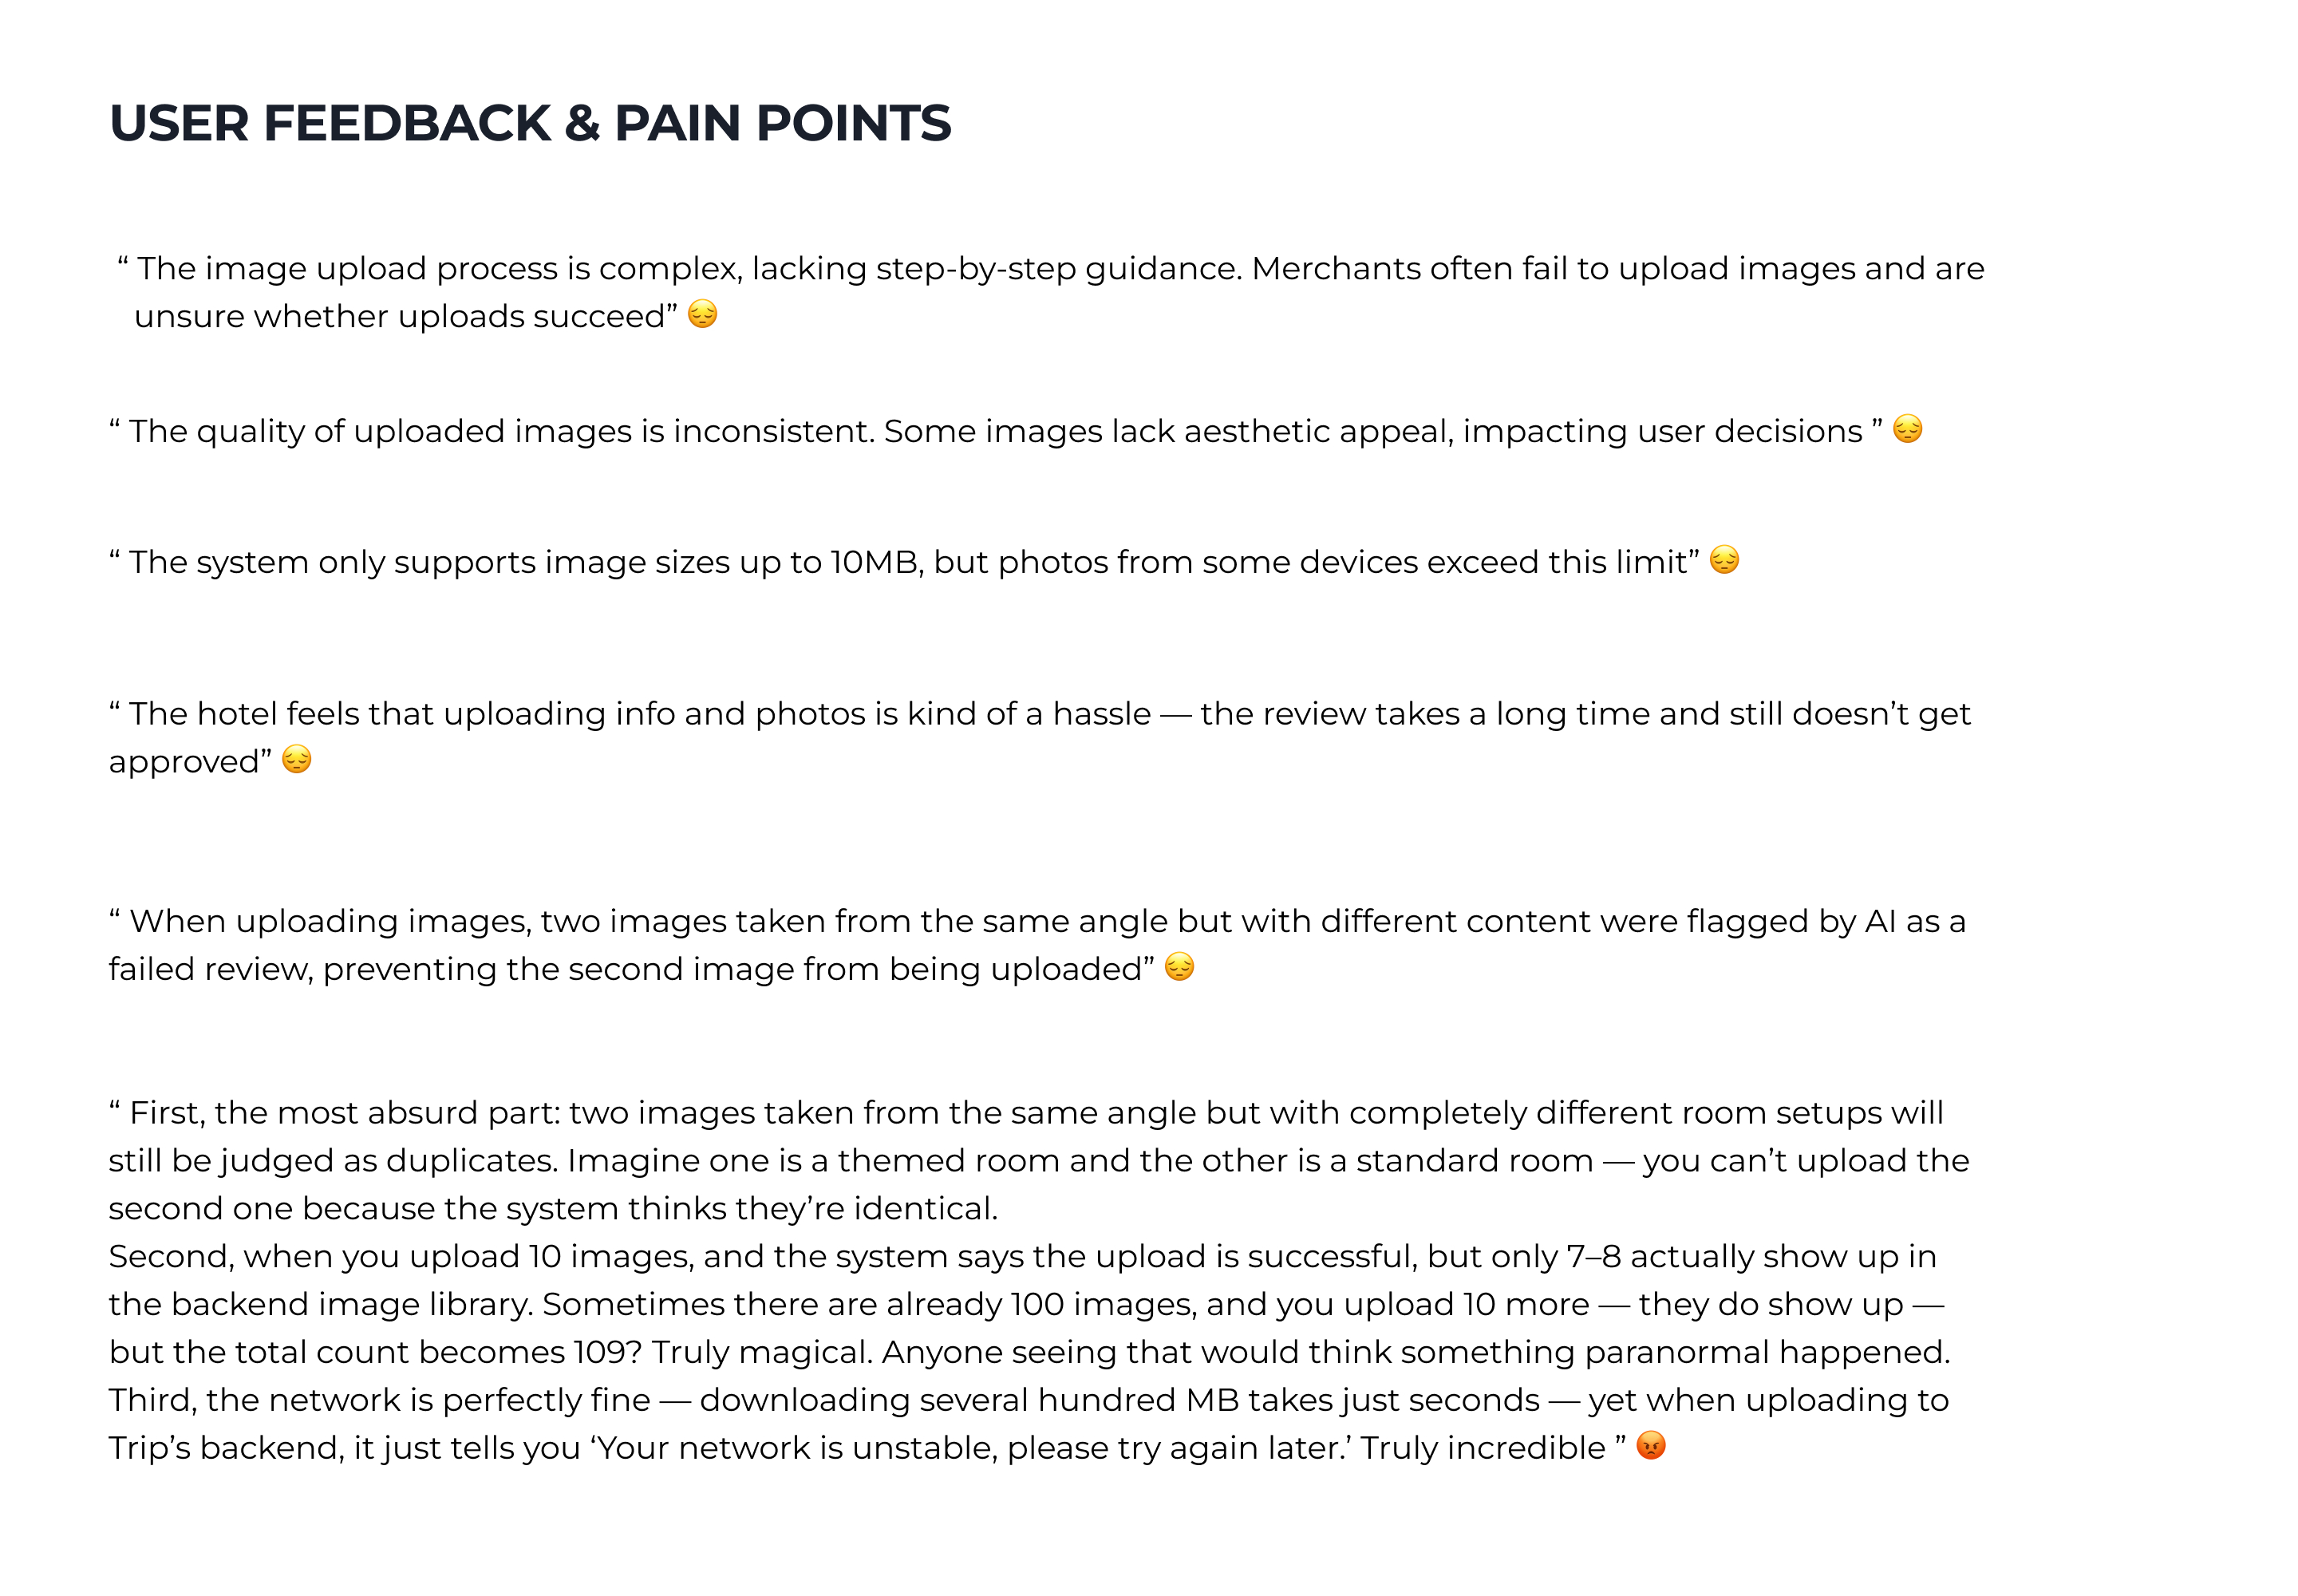 USER FEEDBACK & PAIN POINTS
“ The image upload process is complex, lacking step-by-step guidance. Merchants often fail to upload images and are
unsure whether uploads succeed” 😔
“ The quality of uploaded images is inconsistent. Some images lack aesthetic appeal, impacting user decisions ” 😔
“ The system only supports image sizes up to 10MB, but photos from some devices exceed this limit” 😔
“ The hotel feels that uploading info and photos is kind of a hassle — the review takes a long time and still doesn’t get
approved” 😔
“ When uploading images, two images taken from the same angle but with different content were flagged by AI as a
failed review, preventing the second image from being uploaded” 😔
“ First, the most absurd part: two images taken from the same angle but with completely different room setups will
still be judged as duplicates. Imagine one is a themed room and the other is a standard room — you can’t upload the
second one because the system thinks they’re identical.
Second, when you upload 10 images, and the system says the upload is successful, but only 7–8 actually show up in
the backend image library. Sometimes there are already 100 images, and you upload 10 more — they do show up —
but the total count becomes 109? Truly magical. Anyone seeing that would think something paranormal happened.
Third, the network is perfectly fine — downloading several hundred MB takes just seconds — yet when uploading to
Trip’s backend, it just tells you ‘Your network is unstable, please try again later.’ Truly incredible ” 😡